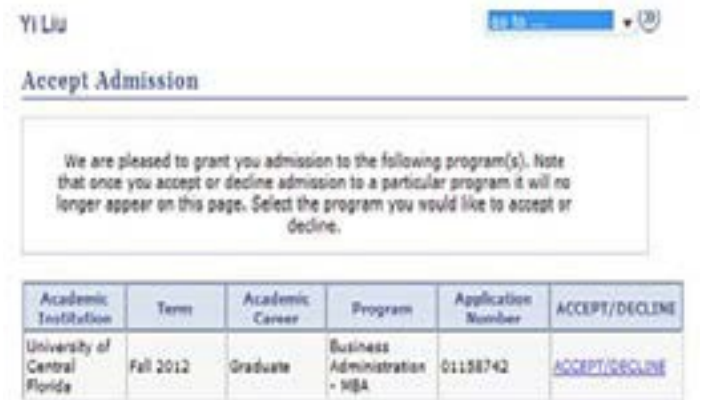 Yi Liu
go to ...
Accept Admission
We are pleased to grant you admission to the following program(s). Note
that once you accept or decline admission to a particular program it will no
longer appear on this page. Select the program you would like to accept or
decline.
Academic Institution Term Academic Career Program Application Number ACCEPT/DECLINE
University of Central Florida Fall 2012 Graduate Business Administration - MBA 01158742 ACCEPT/DECLINE